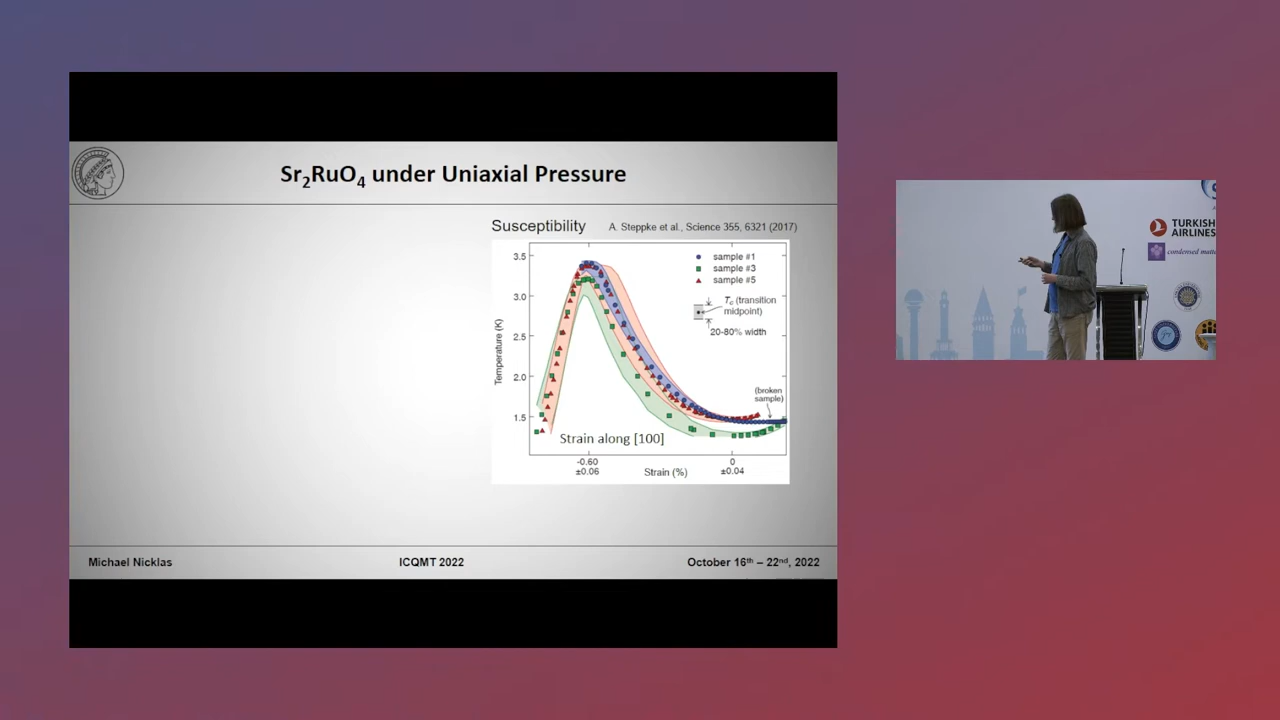 Sr2RuO4 under Uniaxial Pressure
Susceptibility
A. Steppke et al., Science 355, 6321 (2017)
3.5
3.0
2.5
2.0
1.5
Temperature (K)
sample #1
sample #3
sample #5
Tc (transition
midpoint)
20-80% width
(broken
sample)
Strain along [100]
-0.60
±0.06
Strain (%)
0
±0.04
Michael Nicklas
ICQMT 2022
October 16th – 22nd, 2022
TURKISH
AIRLINES
condensed matt